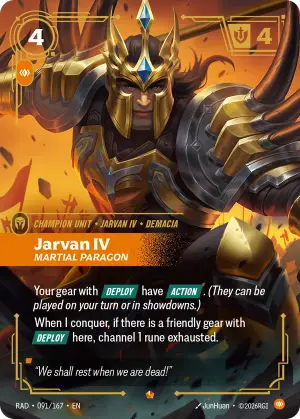 4
4
CHAMPION UNIT • JARVAN IV • DEMACIA
Jarvan IV
MARTIAL PARAGON
Your gear with DEPLOY have ACTION. (They can be
played on your turn or in showdowns.)
When I conquer, if there is a friendly gear with
DEPLOY here, channel 1 rune exhausted.
"We shall rest when we are dead!"
RAD • 091/167 • EN
JunHuan
©2026RGI